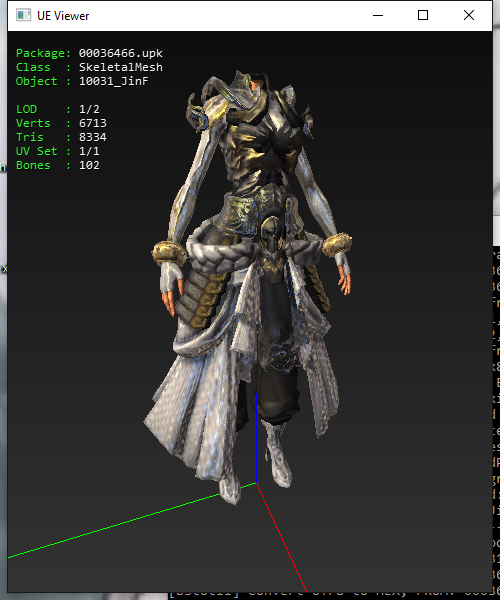 UE Viewer
Package: 00036466.upk
Class : SkeletalMesh
Object : 10031_JinF
LOD : 1/2
Verts : 6713
Tris : 8334
UV Set : 1/1
Bones : 102